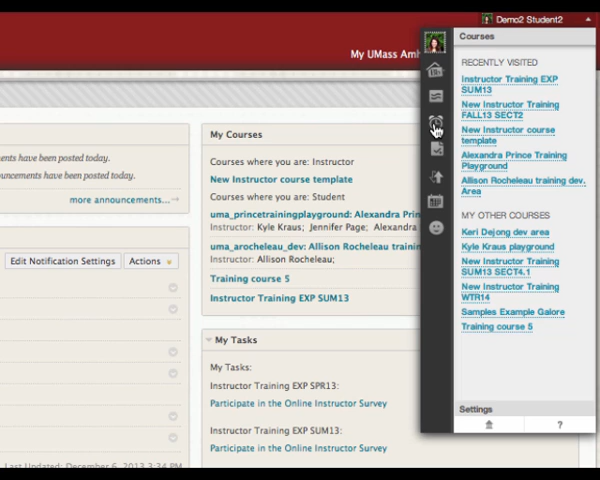 Demo2 Student2
My UMass Am
Courses
RECENTLY VISITED
Instructor Training EXP
SUM13
New Instructor Training
FALL13 SECT2
New Instructor course
template
Alexandra Prince Training
Playground
Allison Rocheleau training dev.
Area
MY OTHER COURSES
Keri Dejong dev area
Kyle Kraus playground
New Instructor Training
SUM13 SECT4.1
New Instructor Training
WTR14
Samples Example Galore
Training course 5
Settings
?
ents have been posted today.
uncements have been posted today.
more announcements...→
Edit Notification Settings
Actions
Last Updated: December 6, 2013 3:34 PM
My Courses
Courses where you are: Instructor
New Instructor course template
Courses where you are: Student
uma_princetrainingplayground: Alexandra Prin
Instructor: Kyle Kraus; Jennifer Page; Alexandra
uma_arocheleau_dev: Allison Rocheleau trainin
Instructor: Allison Rocheleau;
Training course 5
Instructor Training EXP SUM13
My Tasks
My Tasks:
Instructor Training EXP SPR13:
Participate in the Online Instructor Survey
Instructor Training EXP SUM13:
Participate in the Online Instructor Survey